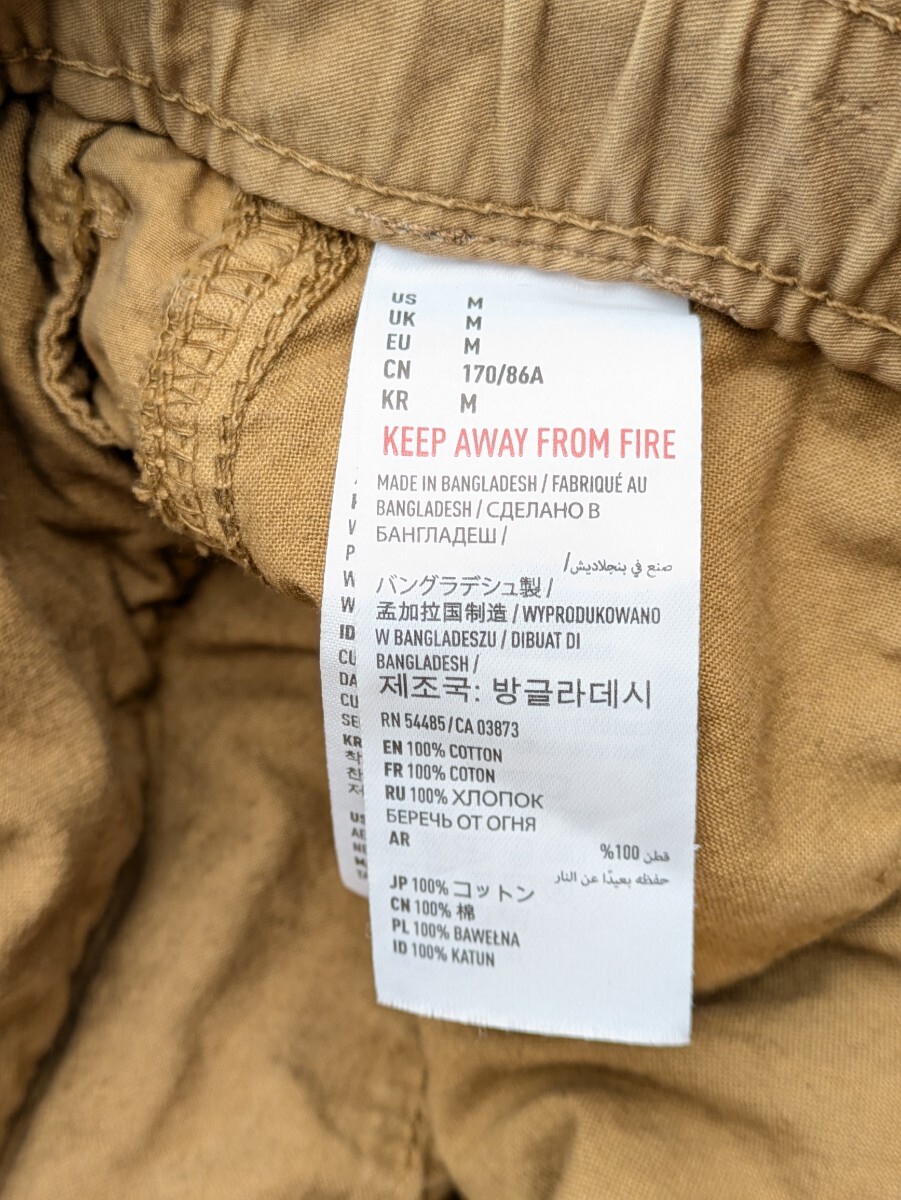 US M
UK M
EU M
CN 170/86A
KR M
KEEP AWAY FROM FIRE
MADE IN BANGLADESH / FABRIQUÉ AU
BANGLADESH / СДЕЛАНО В
БАНГЛАДЕШ /
صنع في بنجلاديش/
バングラデシュ製 /
孟加拉国制造 / WYPRODUKOWANO
W BANGLADESZU / DIBUAT DI
BANGLADESH /
제조국: 방글라데시
RN 54485 / CA 03873
EN 100% COTTON
FR 100% COTON
RU 100% ХЛОПОК
БЕРЕЧЬ ОТ ОГНЯ
AR
قطن 100%
حفظه بعيدًا عن النار
JP 100% コットン
CN 100% 棉
PL 100% BAWEŁNA
ID 100% KATUN